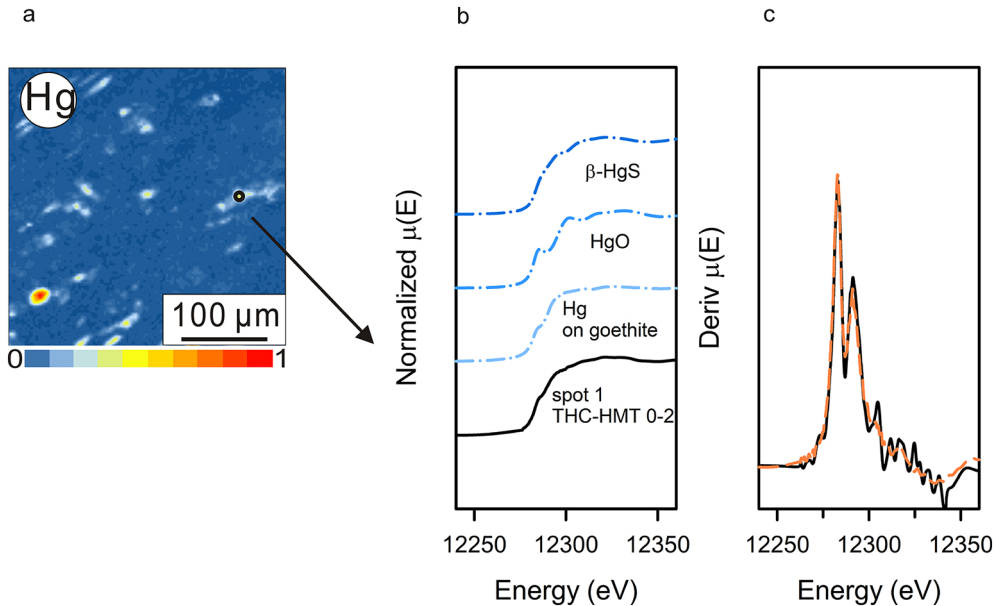 a
b
c
Hg
100 µm
0
1
Normalized µ(E)
β-HgS
HgO
Hg
on goethite
spot 1
THC-HMT 0-2
12250
12300
12350
Energy (eV)
Deriv µ(E)
12250
12300
12350
Energy (eV)